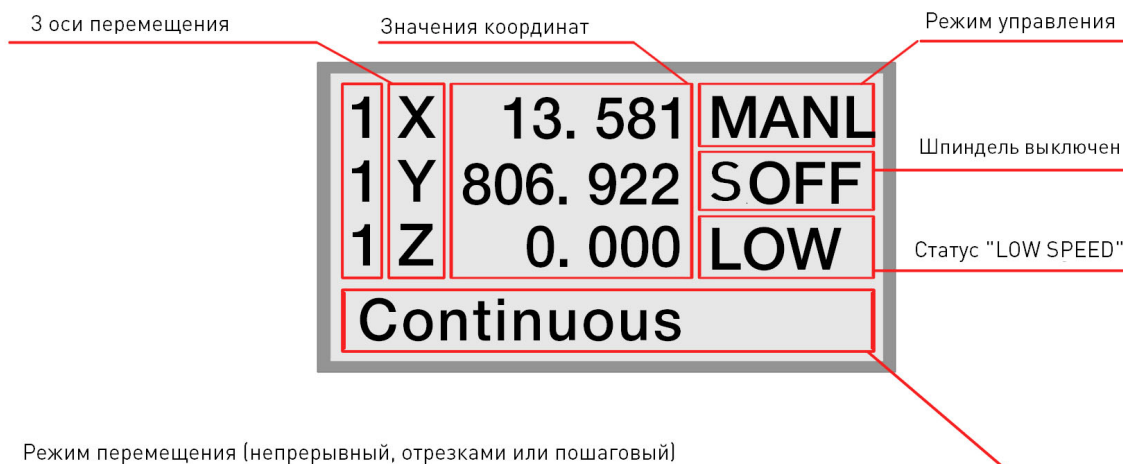 3 оси перемещения
Значения координат
Режим управления
1 X 13. 581 MANL
Шпиндель выключен
1 Y 806. 922 SOFF
1 Z 0. 000 LOW
Статус "LOW SPEED"
Continuous
Режим перемещения (непрерывный, отрезками или пошаговый)